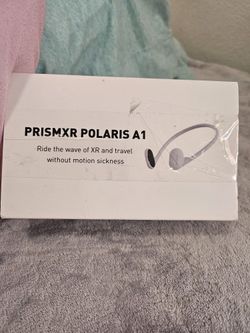 PRISMXR POLARIS A1
Ride the wave of XR and travel
without motion sickness